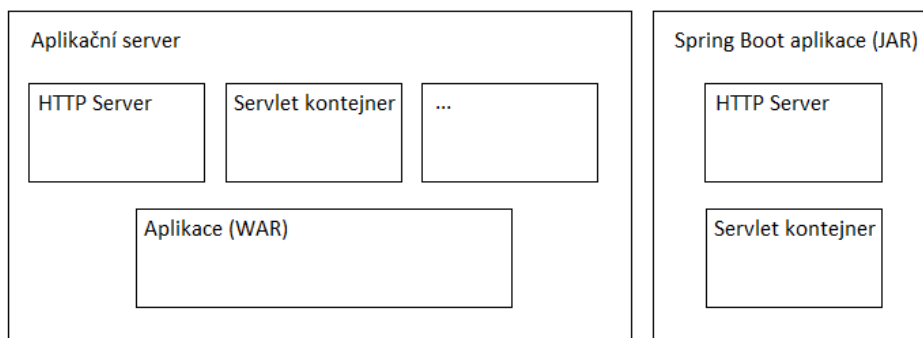 Aplikační server
HTTP Server
Servlet kontejner
...
Aplikace (WAR)
Spring Boot aplikace (JAR)
HTTP Server
Servlet kontejner